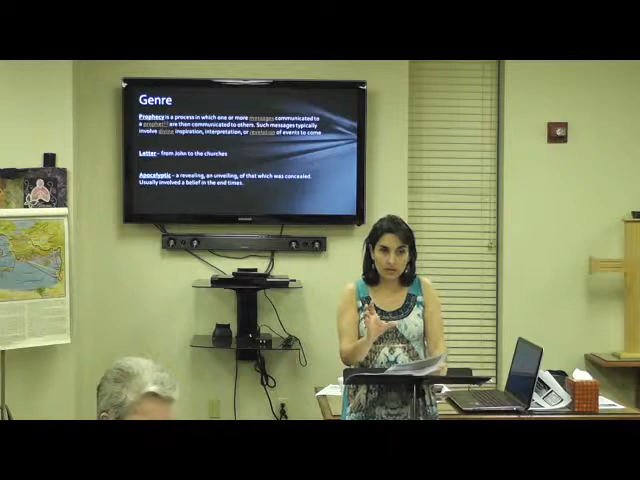 Genre
Prophecy is a process in which one or more messages communicated to
a prophet[1] are then communicated to others. Such messages typically
involve divine inspiration, interpretation, or revelation of events to come
Letter – from John to the churches
Apocalyptic – a revealing, an unveiling, of that which was concealed.
Usually involved a belief in the end times.